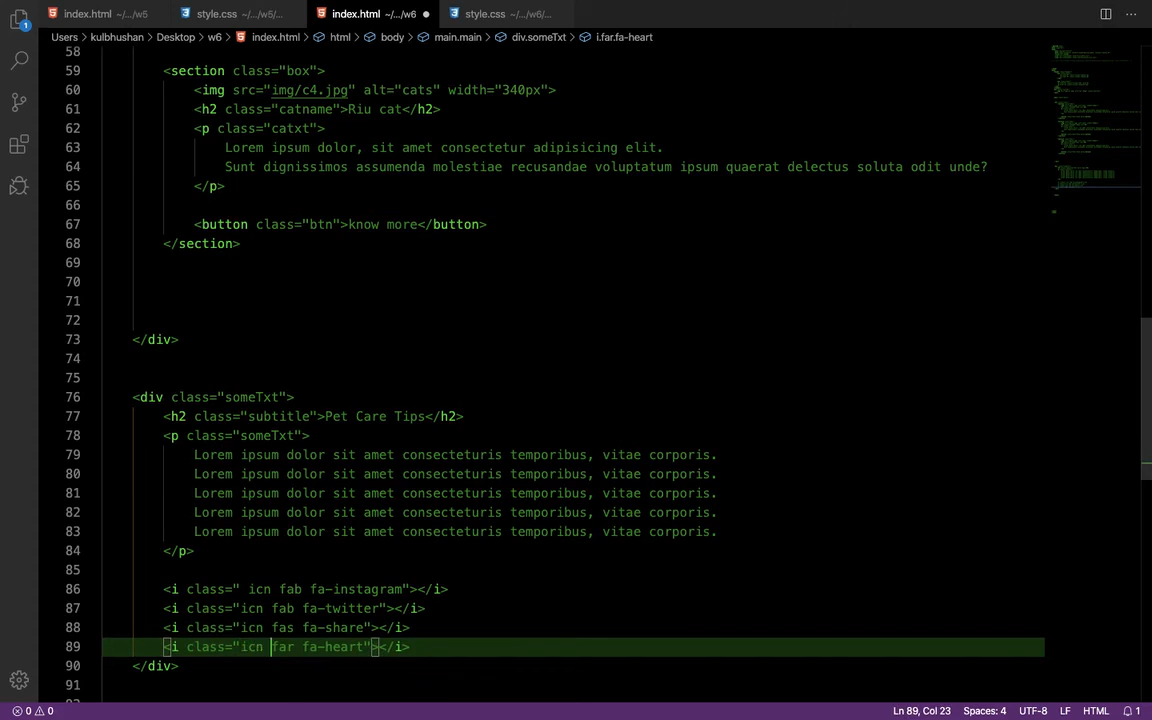 index.html ~/.../w5 style.css ~/.../w5/... index.html ~/.../w6 style.css ~/.../w6/...
Users > kulbhushan > Desktop > w6 > index.html > html > body > main.main > div.someTxt > i.far.fa-heart
58
59 <section class="box">
60 <img src="img/c4.jpg" alt="cats" width="340px">
61 <h2 class="catname">Riu cat</h2>
62 <p class="catxt">
63 Lorem ipsum dolor, sit amet consectetur adipisicing elit.
64 Sunt dignissimos assumenda molestiae recusandae voluptatum ipsum quaerat delectus soluta odit unde?
65 </p>
66
67 <button class="btn">know more</button>
68 </section>
69
70
71
72
73 </div>
74
75
76 <div class="someTxt">
77 <h2 class="subtitle">Pet Care Tips</h2>
78 <p class="someTxt">
79 Lorem ipsum dolor sit amet consecteturis temporibus, vitae corporis.
80 Lorem ipsum dolor sit amet consecteturis temporibus, vitae corporis.
81 Lorem ipsum dolor sit amet consecteturis temporibus, vitae corporis.
82 Lorem ipsum dolor sit amet consecteturis temporibus, vitae corporis.
83 Lorem ipsum dolor sit amet consecteturis temporibus, vitae corporis.
84 </p>
85
86 <i class=" icn fab fa-instagram"></i>
87 <i class="icn fab fa-twitter"></i>
88 <i class="icn fas fa-share"></i>
89 <i class="icn far fa-heart"></i>
90 </div>
91
1
0 0 Ln 89, Col 23 Spaces: 4 UTF-8 LF HTML 1